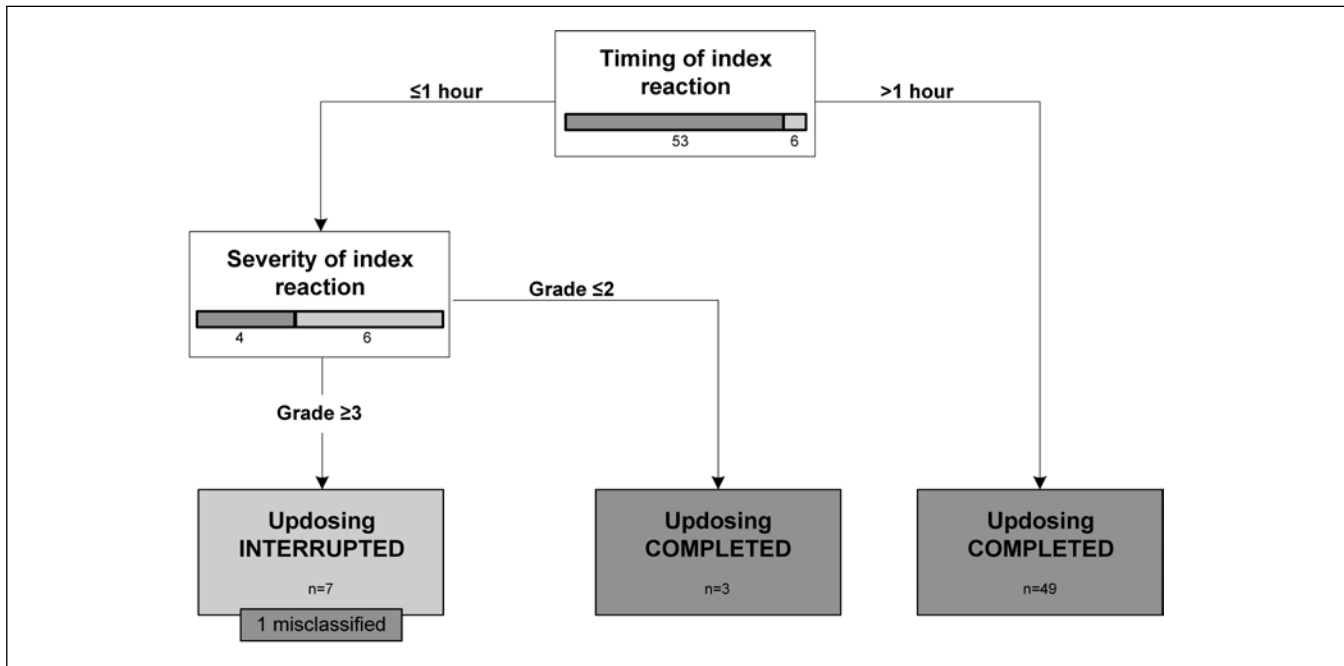 Timing of index
reaction
53 6
≤1 hour
>1 hour
Severity of index
reaction
4 6
Grade ≤2
Grade ≥3
Updosing
INTERRUPTED
n=7
1 misclassified
Updosing
COMPLETED
n=3
Updosing
COMPLETED
n=49